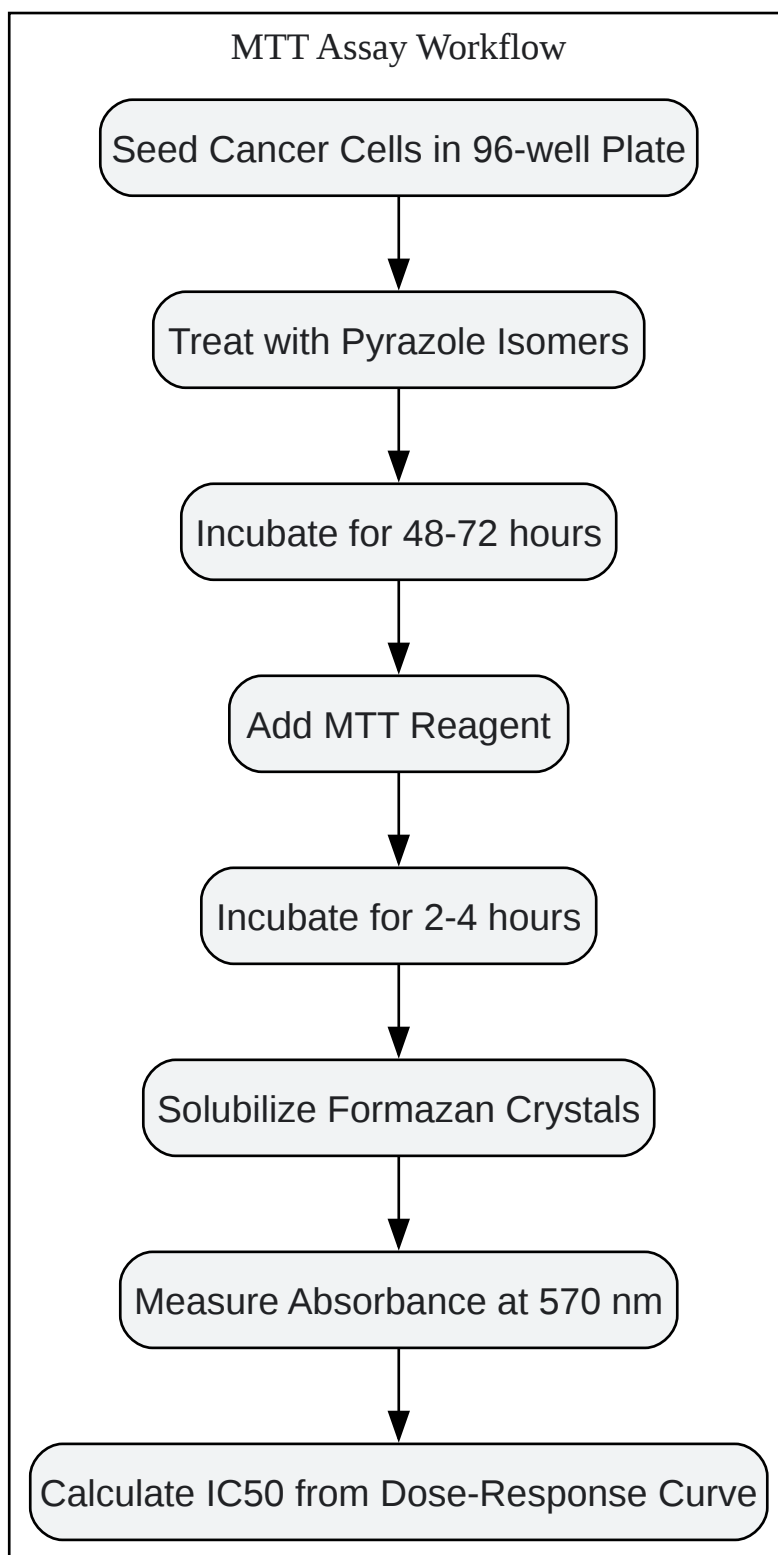 MTT Assay Workflow
Seed Cancer Cells in 96-well Plate
Treat with Pyrazole Isomers
Incubate for 48-72 hours
Add MTT Reagent
Incubate for 2-4 hours
Solubilize Formazan Crystals
Measure Absorbance at 570 nm
Calculate IC50 from Dose-Response Curve